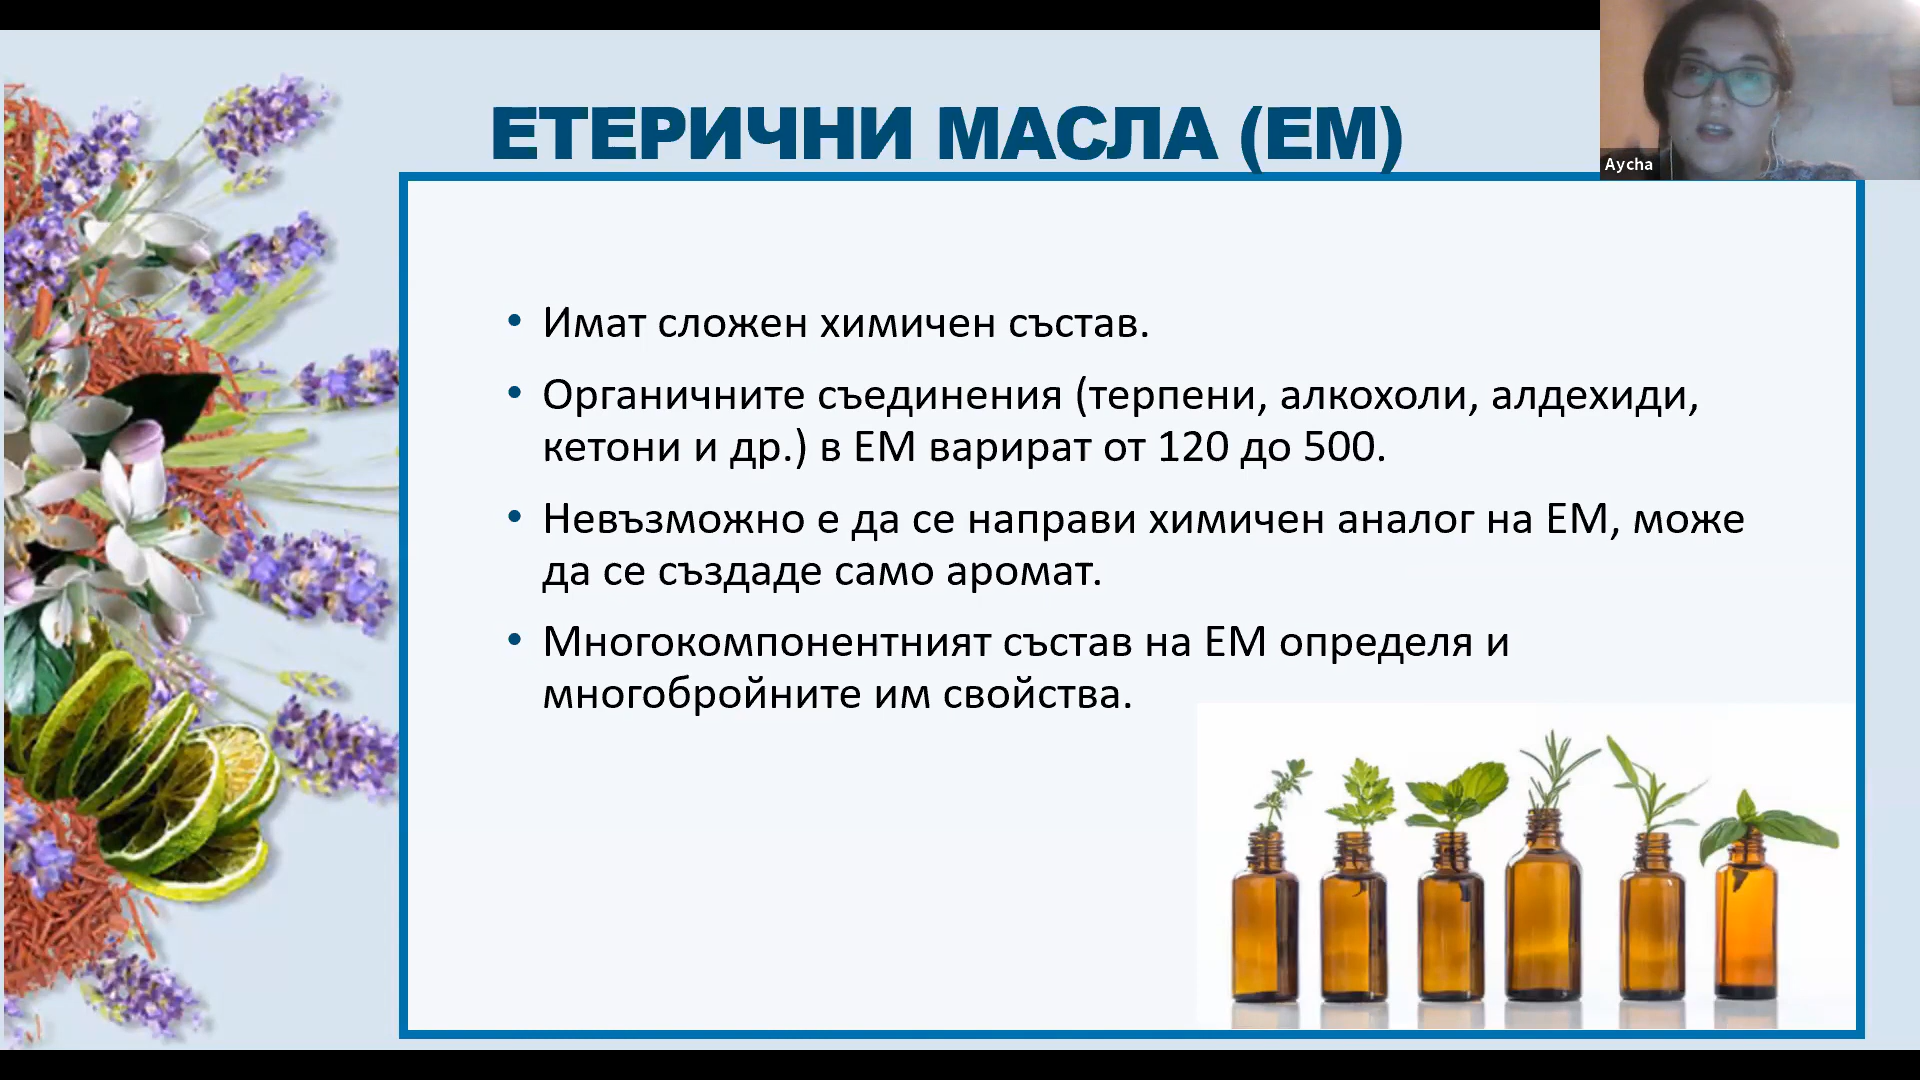 ЕТЕРИЧНИ МАСЛА (ЕМ)
Aycha
• Имат сложен химичен състав.
• Органичните съединения (терпени, алкохоли, алдехиди,
кетони и др.) в ЕМ варират от 120 до 500.
• Невъзможно е да се направи химичен аналог на ЕМ, може
да се създаде само аромат.
• Многокомпонентният състав на ЕМ определя и
многобройните им свойства.